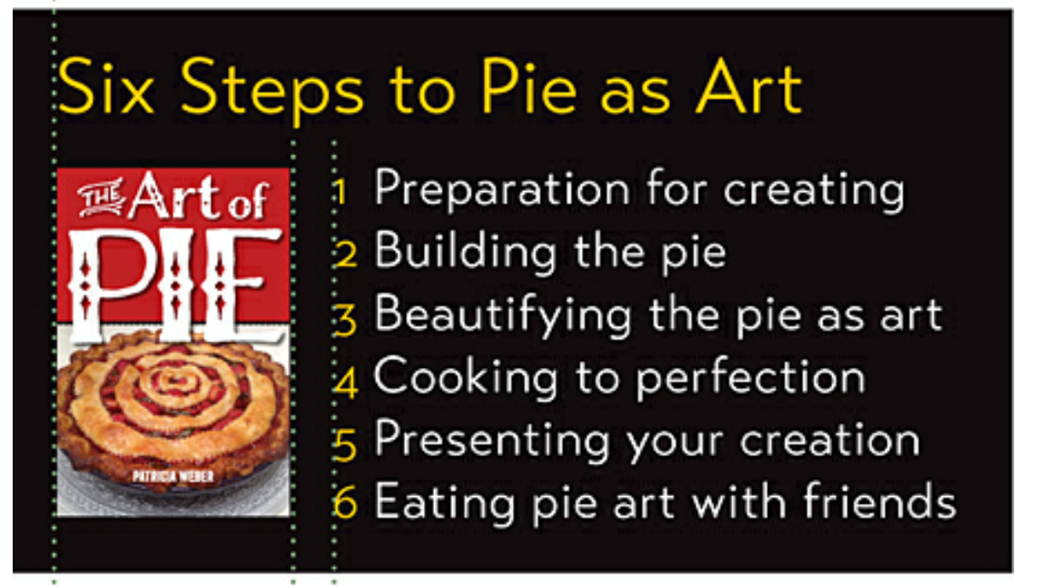 Six Steps to Pie as Art
THE Art of
PIE
PATRICIA WEBER
1 Preparation for creating
2 Building the pie
3 Beautifying the pie as art
4 Cooking to perfection
5 Presenting your creation
6 Eating pie art with friends